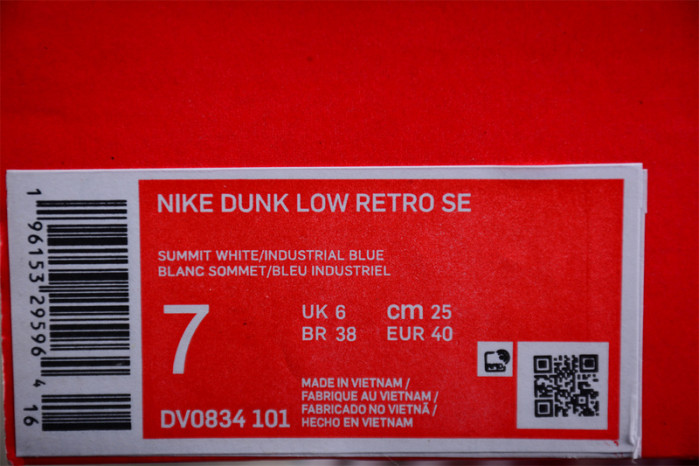 NIKE DUNK LOW RETRO SE
SUMMIT WHITE/INDUSTRIAL BLUE
BLANC SOMMET/BLEU INDUSTRIEL
7
UK 6 cm 25
BR 38 EUR 40
MADE IN VIETNAM /
FABRIQUE AU VIETNAM /
FABRICADO NO VIETNÃ /
HECHO EN VIETNAM
DV0834 101
1 96153 29596 4 16